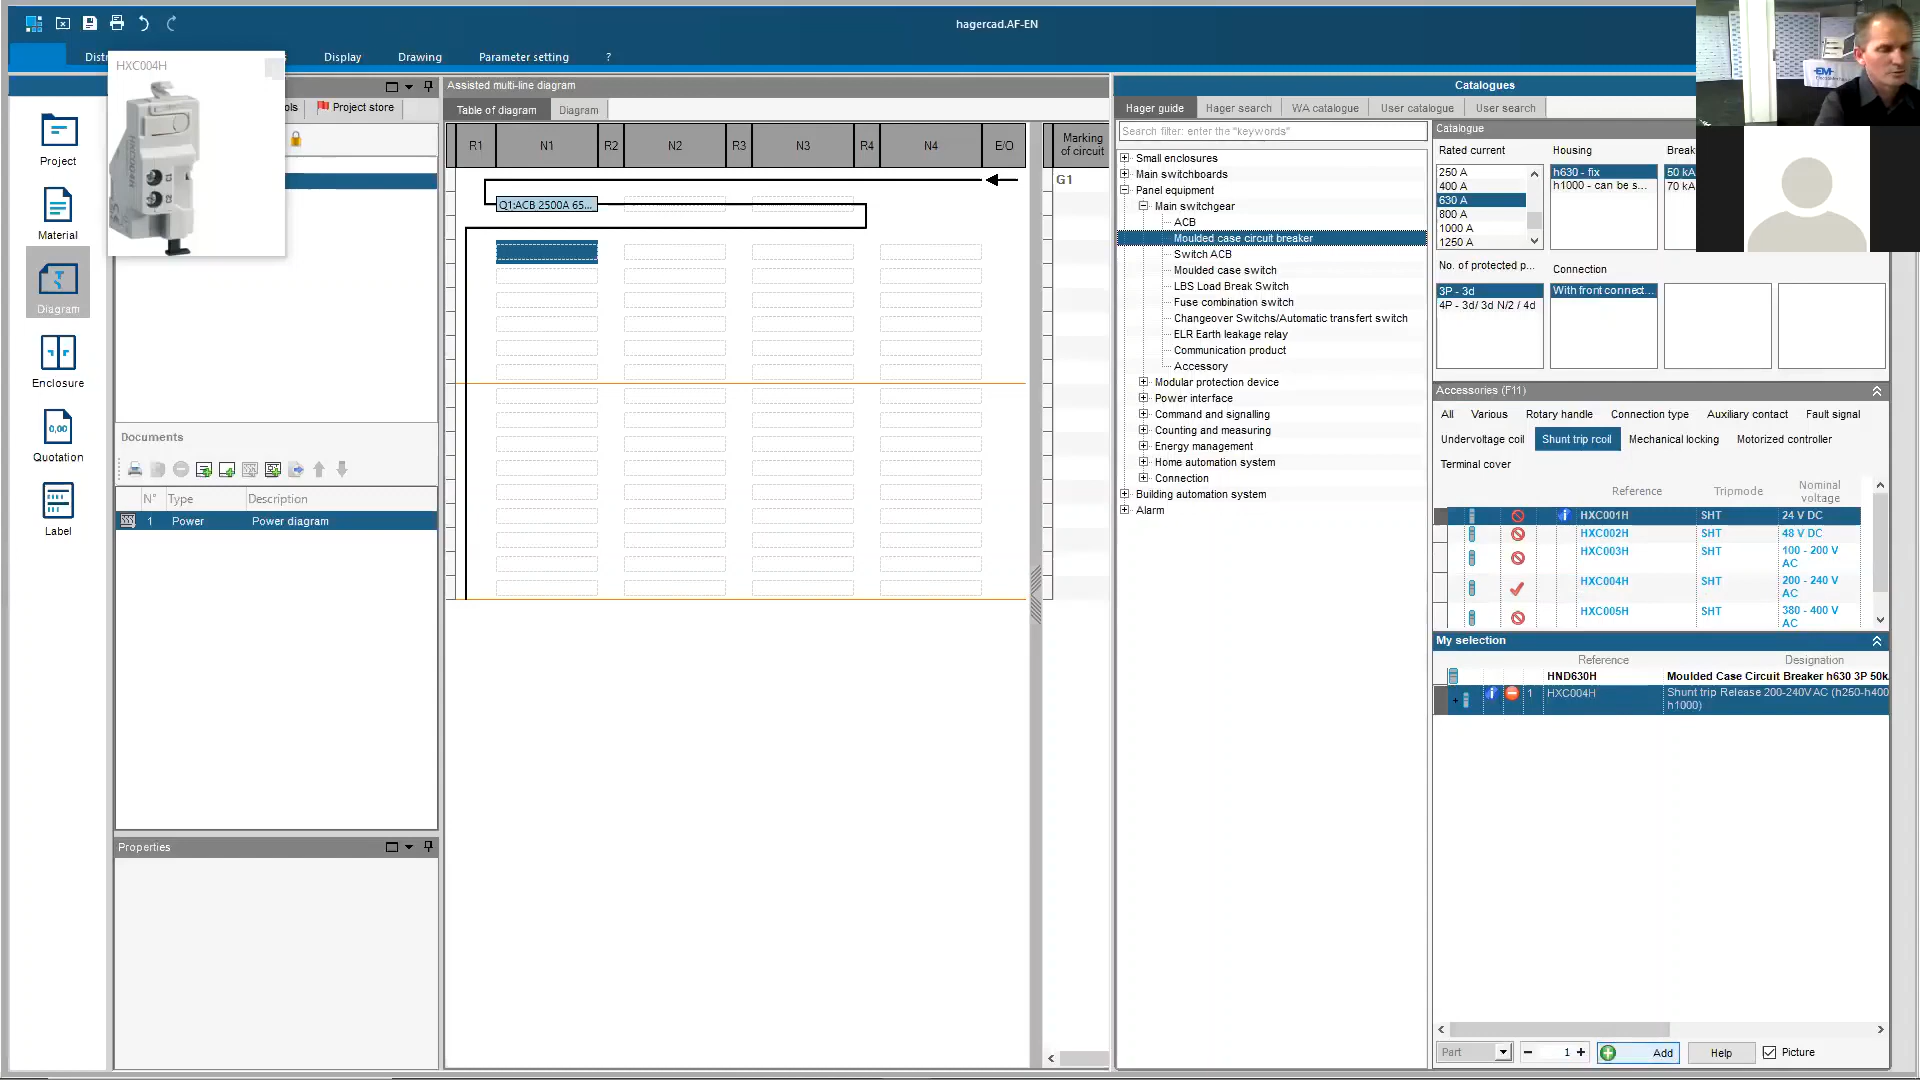 hagercad.AF-EN
Distr
Display
Drawing
Parameter setting
?
HXC004H
ols
Project store
Project
Material
Diagram
Enclosure
Quotation
Label
Documents
N° Type Description
1 Power Power diagram
Properties
Assisted multi-line diagram
Table of diagram
Diagram
R1 N1 R2 N2 R3 N3 R4 N4 E/O
Marking
of circuit
G1
Q1:ACB 2500A 65...
Catalogues
Hager guide
Hager search
WA catalogue
User catalogue
User search
Search filter: enter the "keywords"
Small enclosures
Main switchboards
Panel equipment
Main switchgear
ACB
Moulded case circuit breaker
Switch ACB
Moulded case switch
LBS Load Break Switch
Fuse combination switch
Changeover Switchs/Automatic transfert switch
ELR Earth leakage relay
Communication product
Accessory
Modular protection device
Power interface
Command and signalling
Counting and measuring
Energy management
Home automation system
Connection
Building automation system
Alarm
Catalogue
Rated current
250 A
400 A
630 A
800 A
1000 A
1250 A
Housing
h630 - fix
h1000 - can be s...
Break
50 kA
70 kA
No. of protected p...
3P - 3d
4P - 3d/ 3d N/2 / 4d
Connection
With front connect...
Accessories (F11)
All Various Rotary handle Connection type Auxiliary contact Fault signal
Undervoltage coil Shunt trip rcoil Mechanical locking Motorized controller
Terminal cover
Reference Tripmode Nominal
voltage
HXC001H SHT 24 V DC
HXC002H SHT 48 V DC
HXC003H SHT 100 - 200 V
AC
HXC004H SHT 200 - 240 V
AC
HXC005H SHT 380 - 400 V
AC
My selection
Reference Designation
HND630H Moulded Case Circuit Breaker h630 3P 50k
1 HXC004H Shunt trip Release 200-240V AC (h250-h400
h1000)
Part
1
Add
Help
Picture